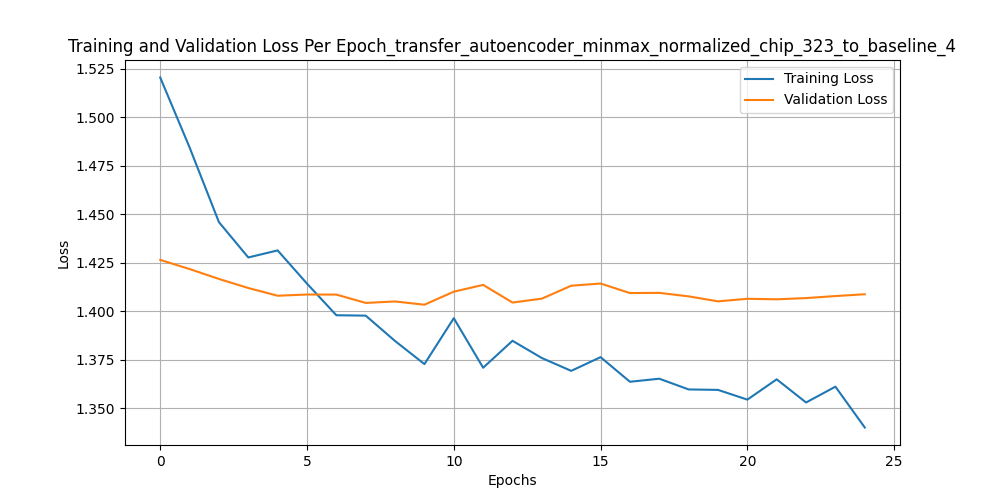 Training and Validation Loss Per Epoch_transfer_autoencoder_minmax_normalized_chip_323_to_baseline_4
Training Loss
Validation Loss
1.525
1.500
1.475
1.450
1.425
1.400
1.375
1.350
Loss
0 5 10 15 20 25
Epochs